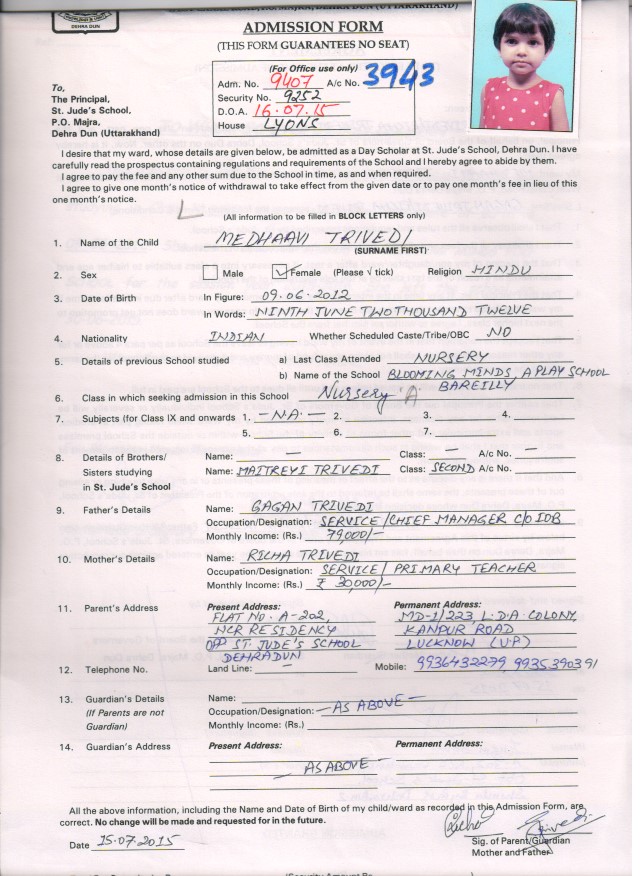 DEHRA DUN
ADMISSION FORM
(THIS FORM GUARANTEES NO SEAT)
(For Office use only)
Adm. No. 9407 A/c No. 3943
Security No. 9252
D.O.A. 16.07.15
House LYONS
To,
The Principal,
St. Jude's School,
P.O. Majra,
Dehra Dun (Uttarakhand)
I desire that my ward, whose details are given below, be admitted as a Day Scholar at St. Jude's School, Dehra Dun. I have
carefully read the prospectus containing regulations and requirements of the School and I hereby agree to abide by them.
I agree to pay the fee and any other sum due to the School in time, as and when required.
I agree to give one month's notice of withdrawal to take effect from the given date or to pay one month's fee in lieu of this
one month's notice.
(All information to be filled in BLOCK LETTERS only)
1. Name of the Child MEDHAAVI TRIVEDI
(SURNAME FIRST)
2. Sex Male Female (Please √ tick) Religion HINDU
3. Date of Birth In Figure: 09.06.2012
In Words: NINTH JUNE TWOTHOUSAND TWELVE
4. Nationality INDIAN Whether Scheduled Caste/Tribe/OBC NO
5. Details of previous School studied a) Last Class Attended NURSERY
b) Name of the School BLOOMING MINDS, A PLAY SCHOOL
BAREILLY
6. Class in which seeking admission in this School Nursery 'A'
7. Subjects (for Class IX and onwards 1. -NA- 2. 3. 4.
5. 6. 7.
8. Details of Brothers/ Name: — Class: — A/c No. —
Sisters studying Name: MAITREYI TRIVEDI Class: SECOND A/c No.
in St. Jude's School
9. Father's Details Name: GAGAN TRIVEDI
Occupation/Designation: SERVICE/CHIEF MANAGER C/O IOB
Monthly Income: (Rs.) 79,000/-
10. Mother's Details Name: RICHA TRIVEDI
Occupation/Designation: SERVICE/ PRIMARY TEACHER
Monthly Income: (Rs.) ₹ 30,000/-
11. Parent's Address Present Address: Permanent Address:
FLAT NO. A-202, MD-1/223, L.D.A COLONY,
NCR RESIDENCY KANPUR ROAD
OPP ST. JUDE'S SCHOOL LUCKNOW (U.P)
DEHRADUN
12. Telephone No. Land Line: — Mobile: 9936432279, 9935390391
13. Guardian's Details Name:
(If Parents are not Occupation/Designation: —AS ABOVE—
Guardian) Monthly Income: (Rs.)
14. Guardian's Address Present Address: Permanent Address:
— AS ABOVE —
All the above information, including the Name and Date of Birth of my child/ward as recorded in this Admission Form, are
correct. No change will be made and requested for in the future.
Date 15.07.2015 Sig. of Parent/Guardian
Mother and Father